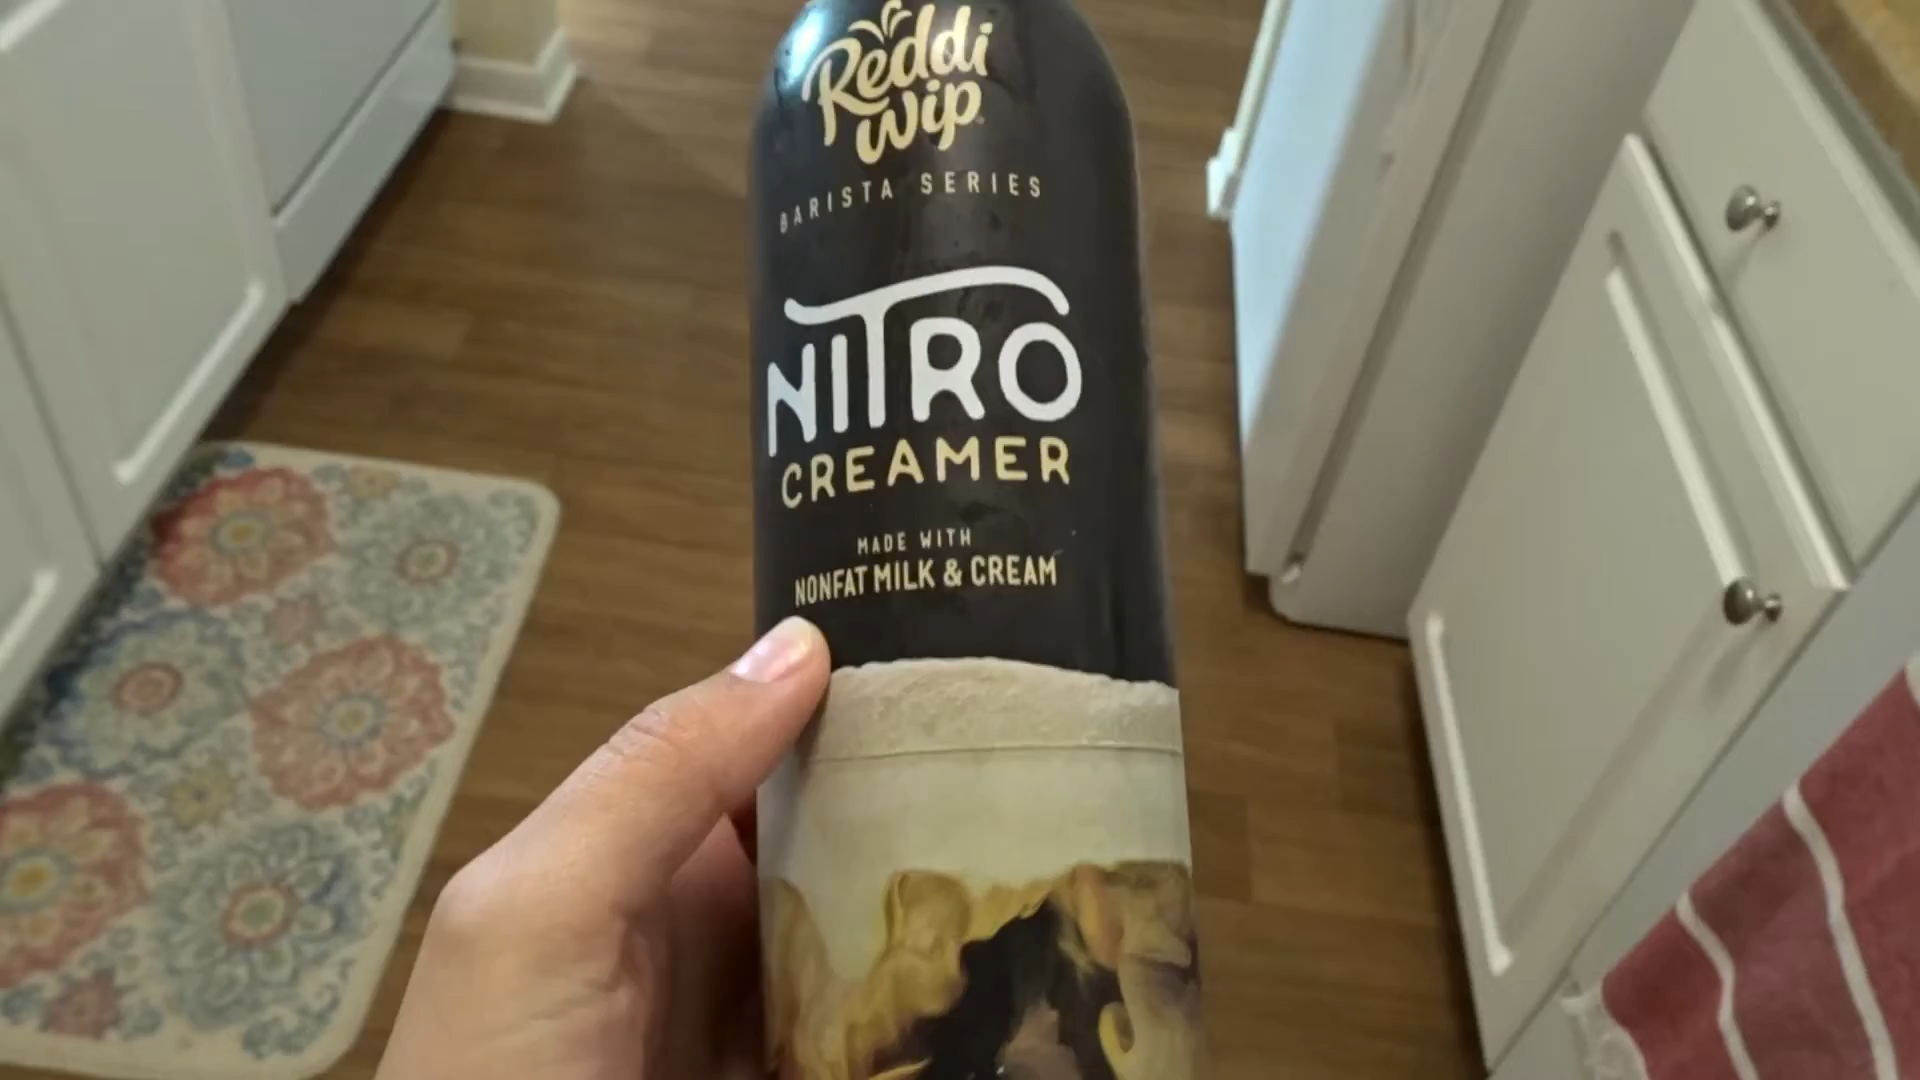 Reddi
Wip
BARISTA SERIES
NITRO
CREAMER
MADE WITH
NONFAT MILK & CREAM